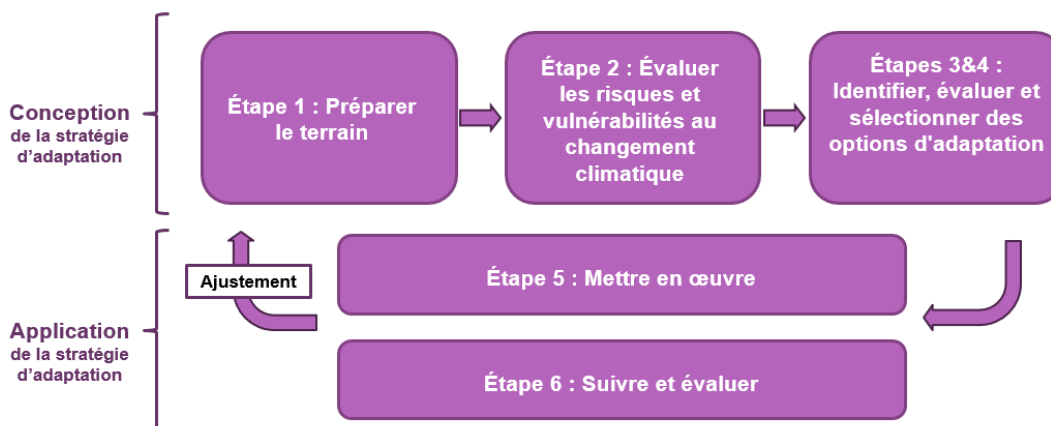 Conception
de la stratégie
d'adaptation
Étape 1 : Préparer
le terrain
Étape 2 : Évaluer
les risques et
vulnérabilités au
changement
climatique
Étapes 3&4 :
Identifier, évaluer et
sélectionner des
options d'adaptation
Application
de la stratégie
d'adaptation
Ajustement
Étape 5 : Mettre en œuvre
Étape 6 : Suivre et évaluer